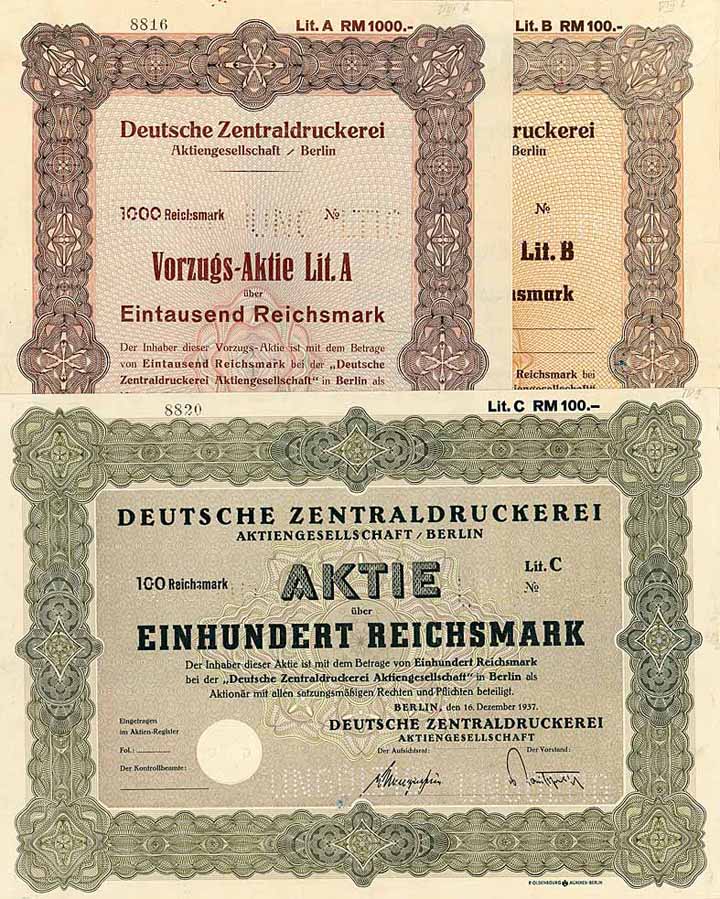 8816
Lit. A RM 1000.-
Deutsche Zentraldruckerei
Aktiengesellschaft / Berlin
1000 Reichsmark
№
Vorzugs-Aktie Lit. A
über
Eintausend Reichsmark
Der Inhaber dieser Vorzugs-Aktie ist mit dem Betrage
von Eintausend Reichsmark bei der „Deutsche
Zentraldruckerei Aktiengesellschaft" in Berlin als
Lit. B RM 100.-
ruckerei
Berlin
№
Lit. B
smark
Reichsmark bei
8820
Lit. C RM 100.–
DEUTSCHE ZENTRALDRUCKEREI
AKTIENGESELLSCHAFT / BERLIN
100 Reichsmark
AKTIE
Lit. C
№
über
EINHUNDERT REICHSMARK
Der Inhaber dieser Aktie ist mit dem Betrage von Einhundert Reichsmark
bei der „Deutsche Zentraldruckerei Aktiengesellschaft" in Berlin als
Aktionär mit allen satzungsmäßigen Rechten und Pflichten beteiligt.
BERLIN, den 16. Dezember 1937.
DEUTSCHE ZENTRALDRUCKEREI
AKTIENGESELLSCHAFT
Eingetragen
im Aktien-Register
Fol.:
Der Kontrollbeamte:
Der Aufsichtsrat:
Der Vorstand:
R. OLDENBOURG MÜNCHEN-BERLIN